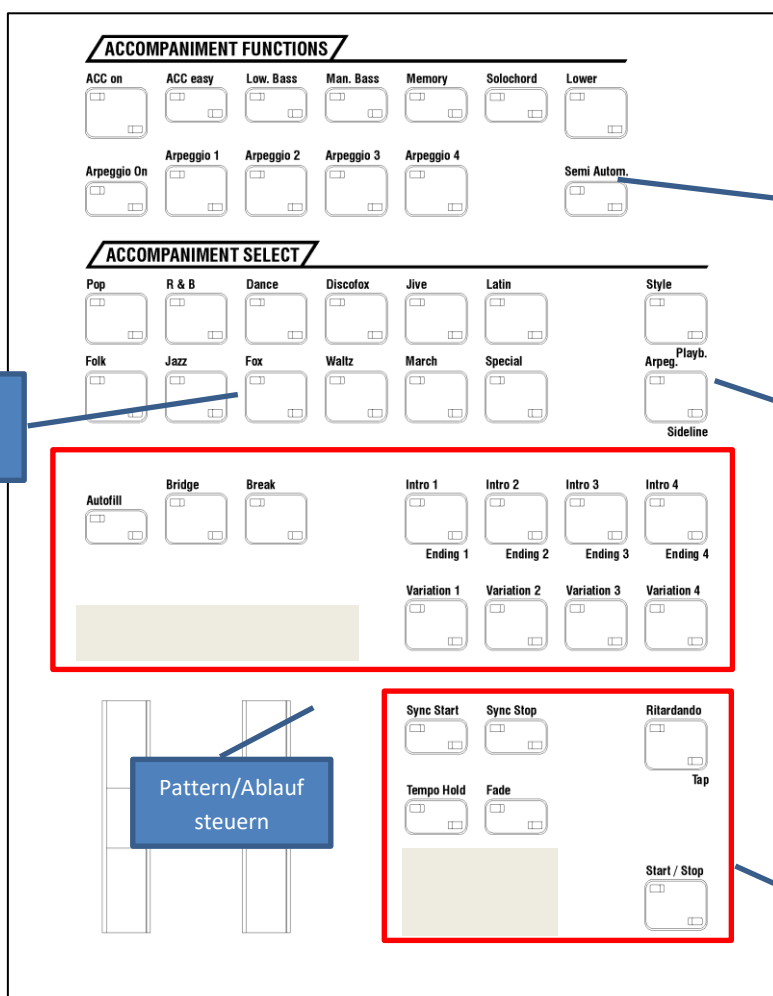 ACCOMPANIMENT FUNCTIONS
ACC on ACC easy Low. Bass Man. Bass Memory Solochord Lower
Arpeggio On Arpeggio 1 Arpeggio 2 Arpeggio 3 Arpeggio 4 Semi Autom.
ACCOMPANIMENT SELECT
Pop R & B Dance Discofox Jive Latin Style
Playb.
Folk Jazz Fox Waltz March Special Arpeg.
Sideline
Autofill Bridge Break Intro 1 Intro 2 Intro 3 Intro 4
Ending 1 Ending 2 Ending 3 Ending 4
Variation 1 Variation 2 Variation 3 Variation 4
Sync Start Sync Stop Ritardando
Tap
Pattern/Ablauf
steuern
Tempo Hold Fade
Start / Stop